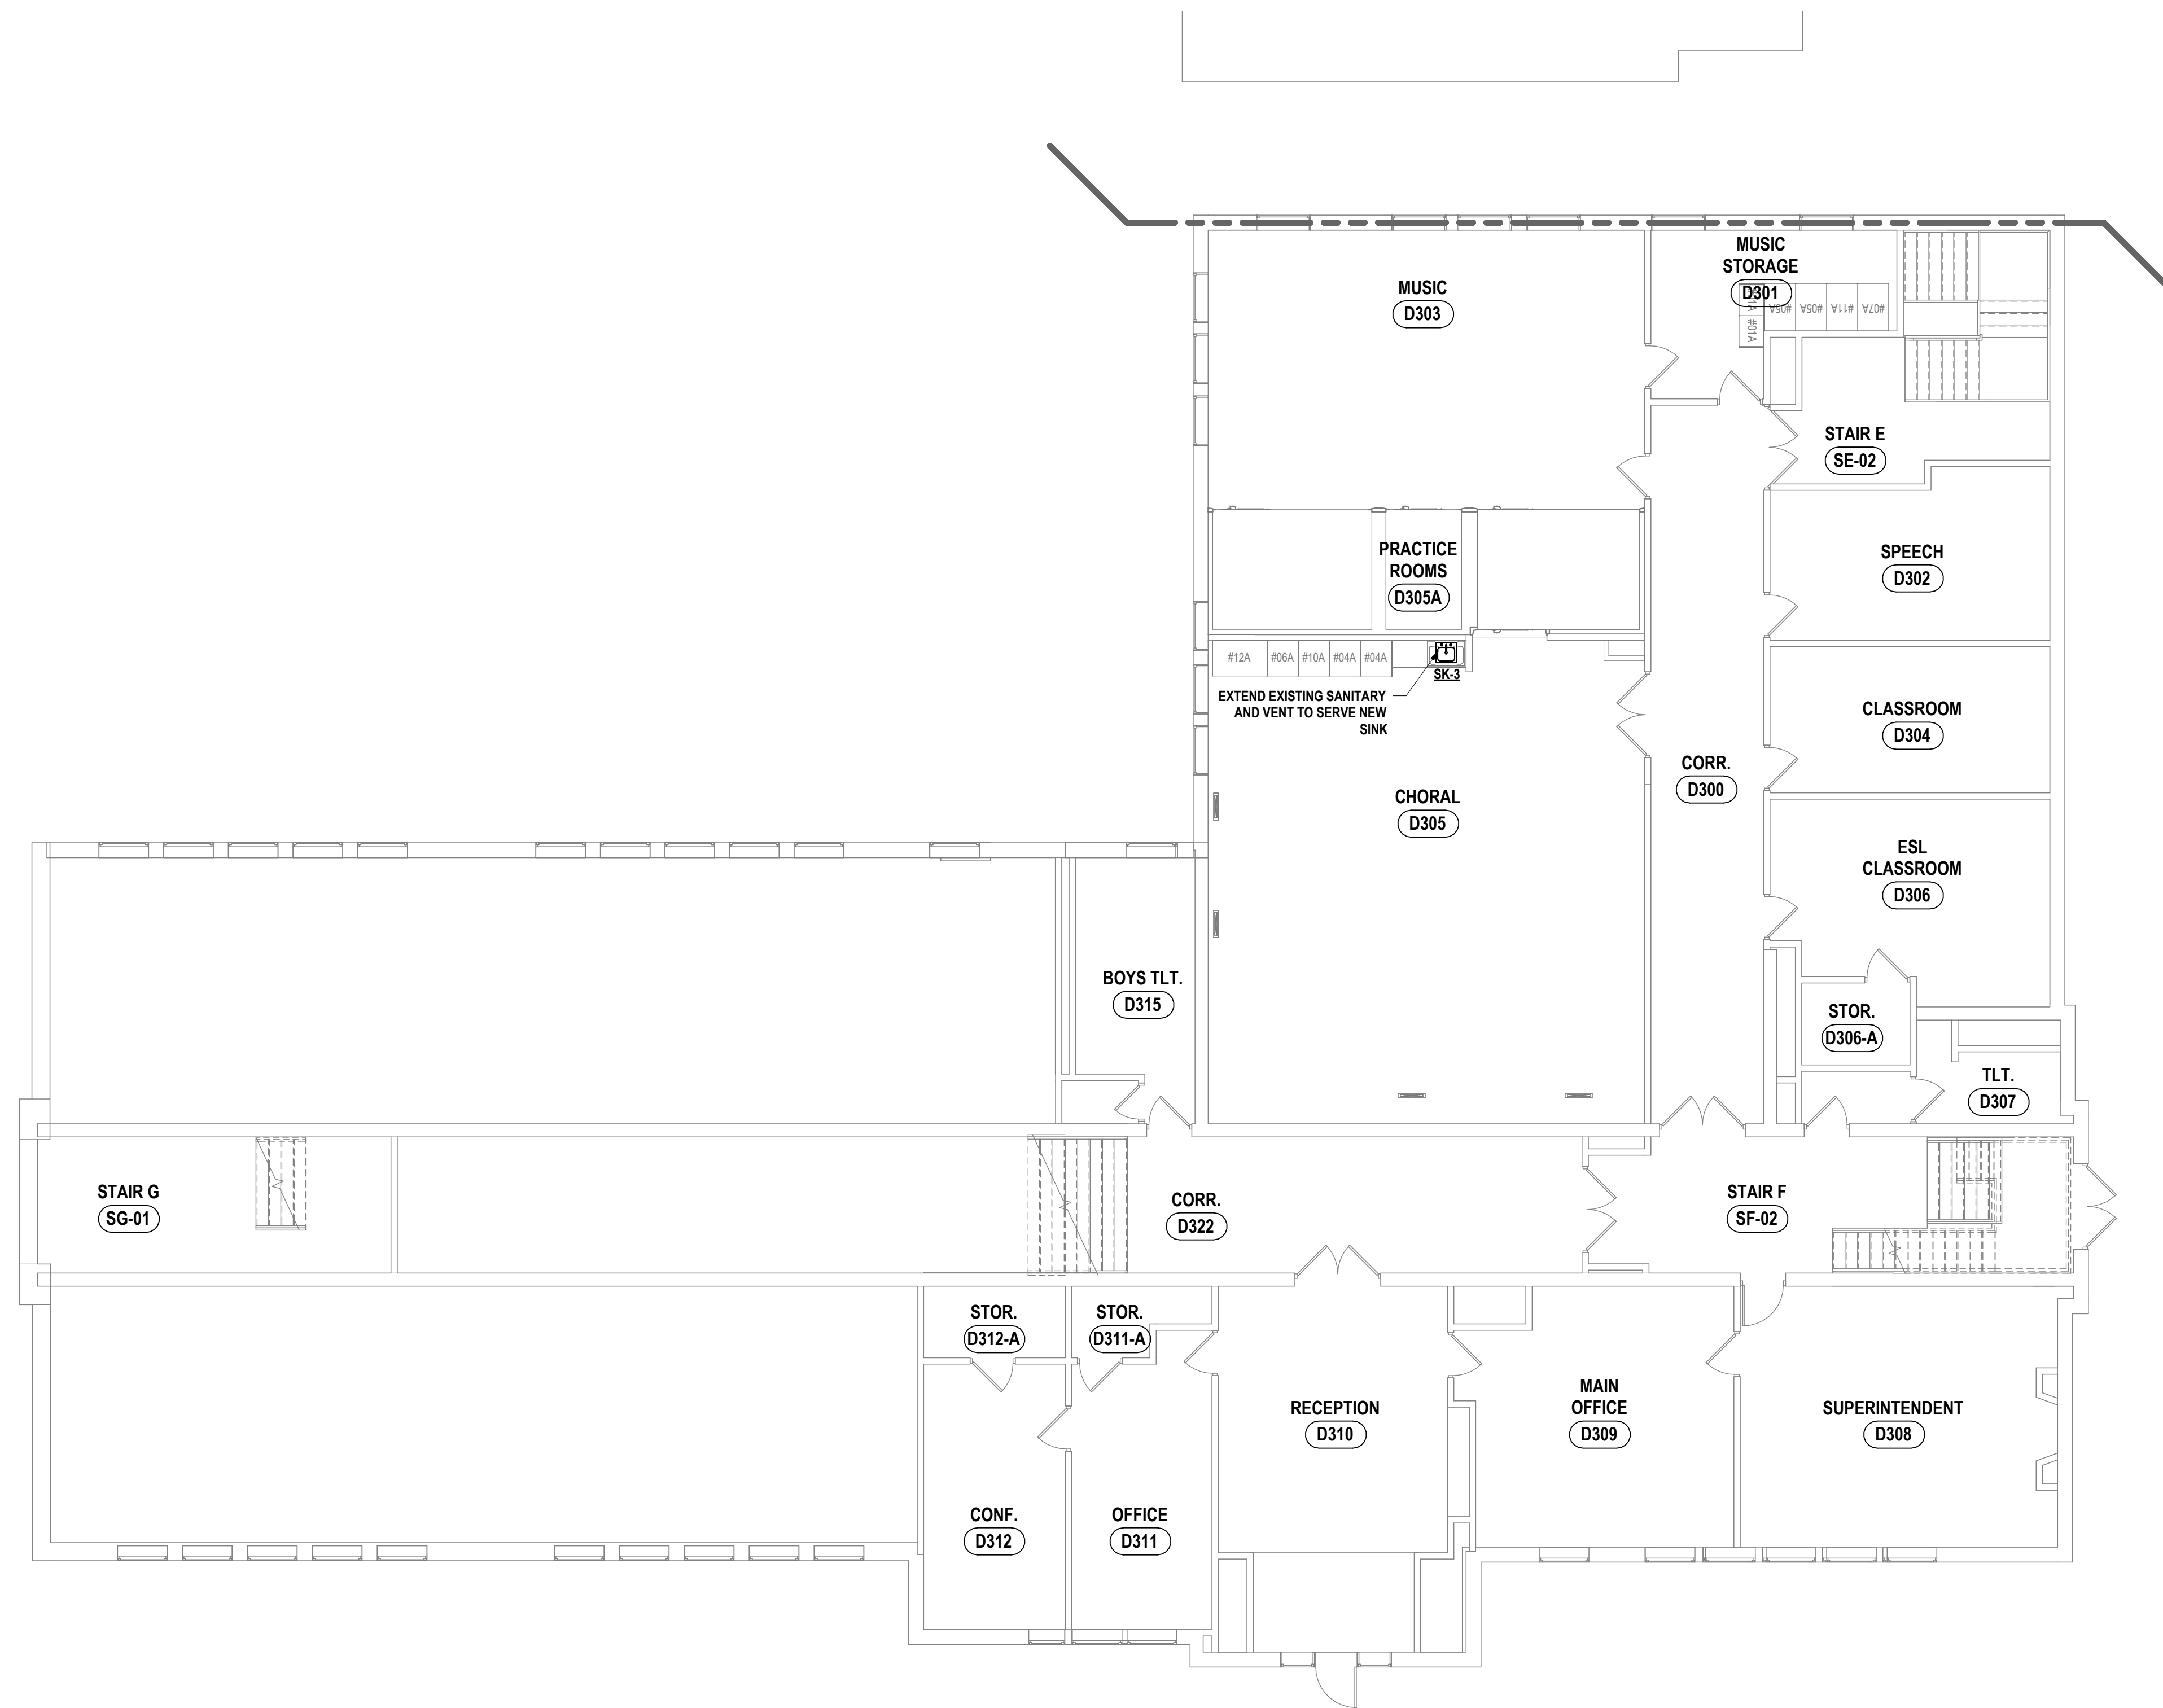 MUSIC
STORAGE
D301
#01A
#05A
#05A
#11A
#07A
MUSIC
D303
STAIR E
SE-02
PRACTICE
ROOMS
D305A
SPEECH
D302
#12A
#06A
#10A
#04A
#04A
SK-3
EXTEND EXISTING SANITARY
AND VENT TO SERVE NEW
SINK
CLASSROOM
D304
CORR.
D300
CHORAL
D305
ESL
CLASSROOM
D306
BOYS TLT.
D315
STOR.
D306-A
TLT.
D307
STAIR G
SG-01
CORR.
D322
STAIR F
SF-02
STOR.
D312-A
STOR.
D311-A
RECEPTION
D310
MAIN
OFFICE
D309
SUPERINTENDENT
D308
CONF.
D312
OFFICE
D311